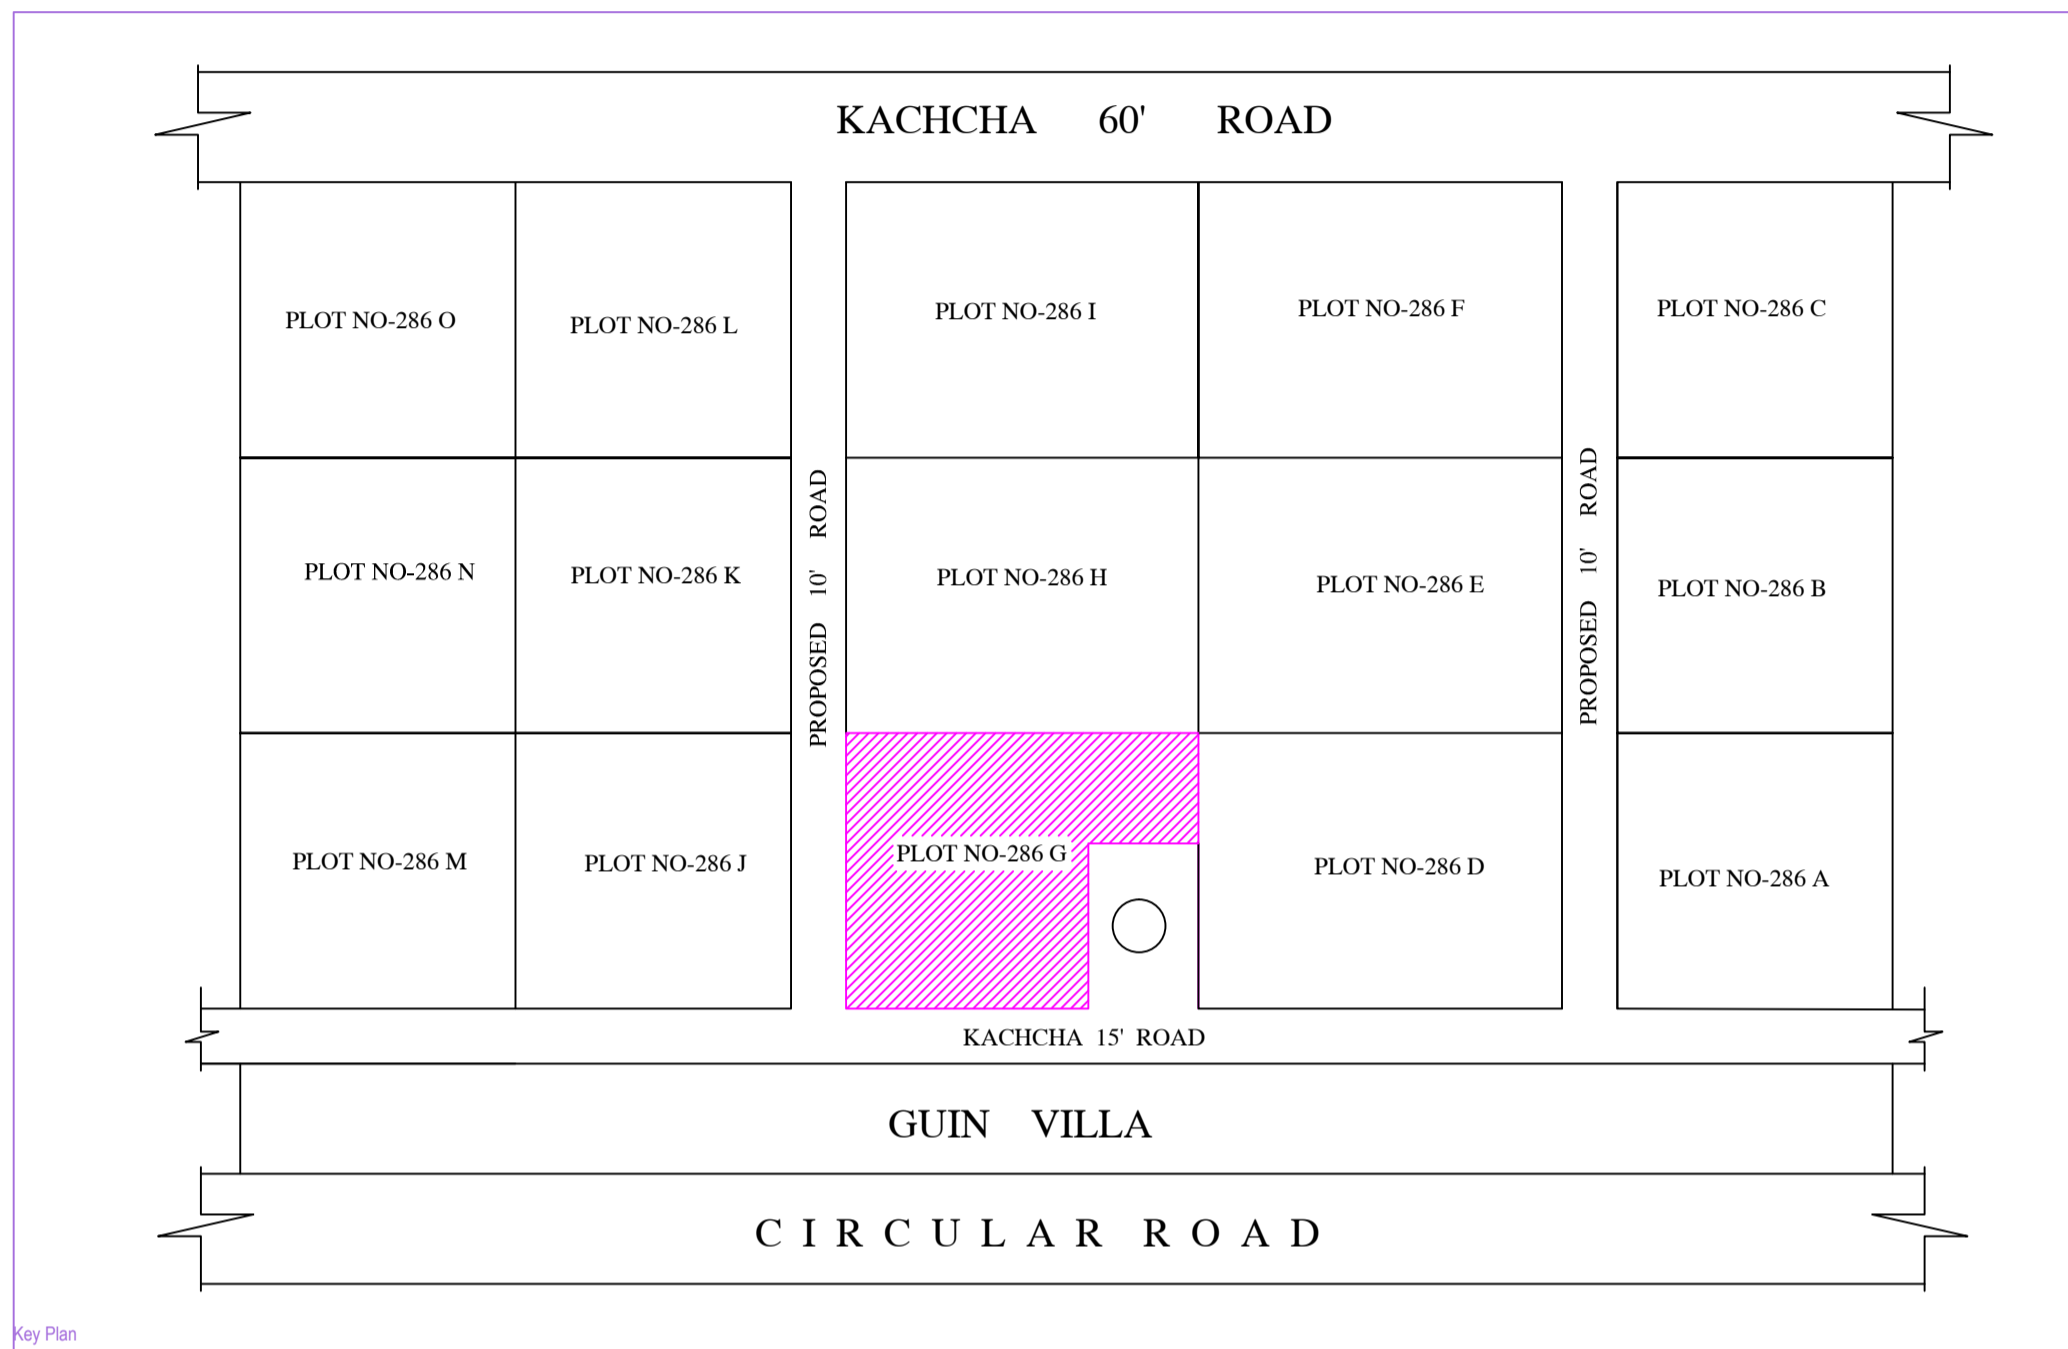 KACHCHA 60' ROAD
PLOT NO-286 O
PLOT NO-286 L
PLOT NO-286 I
PLOT NO-286 F
PLOT NO-286 C
PROPOSED 10' ROAD
PROPOSED 10' ROAD
PLOT NO-286 N
PLOT NO-286 K
PLOT NO-286 H
PLOT NO-286 E
PLOT NO-286 B
PLOT NO-286 M
PLOT NO-286 J
PLOT NO-286 G
PLOT NO-286 D
PLOT NO-286 A
KACHCHA 15' ROAD
GUIN VILLA
CIRCULAR ROAD
Key Plan